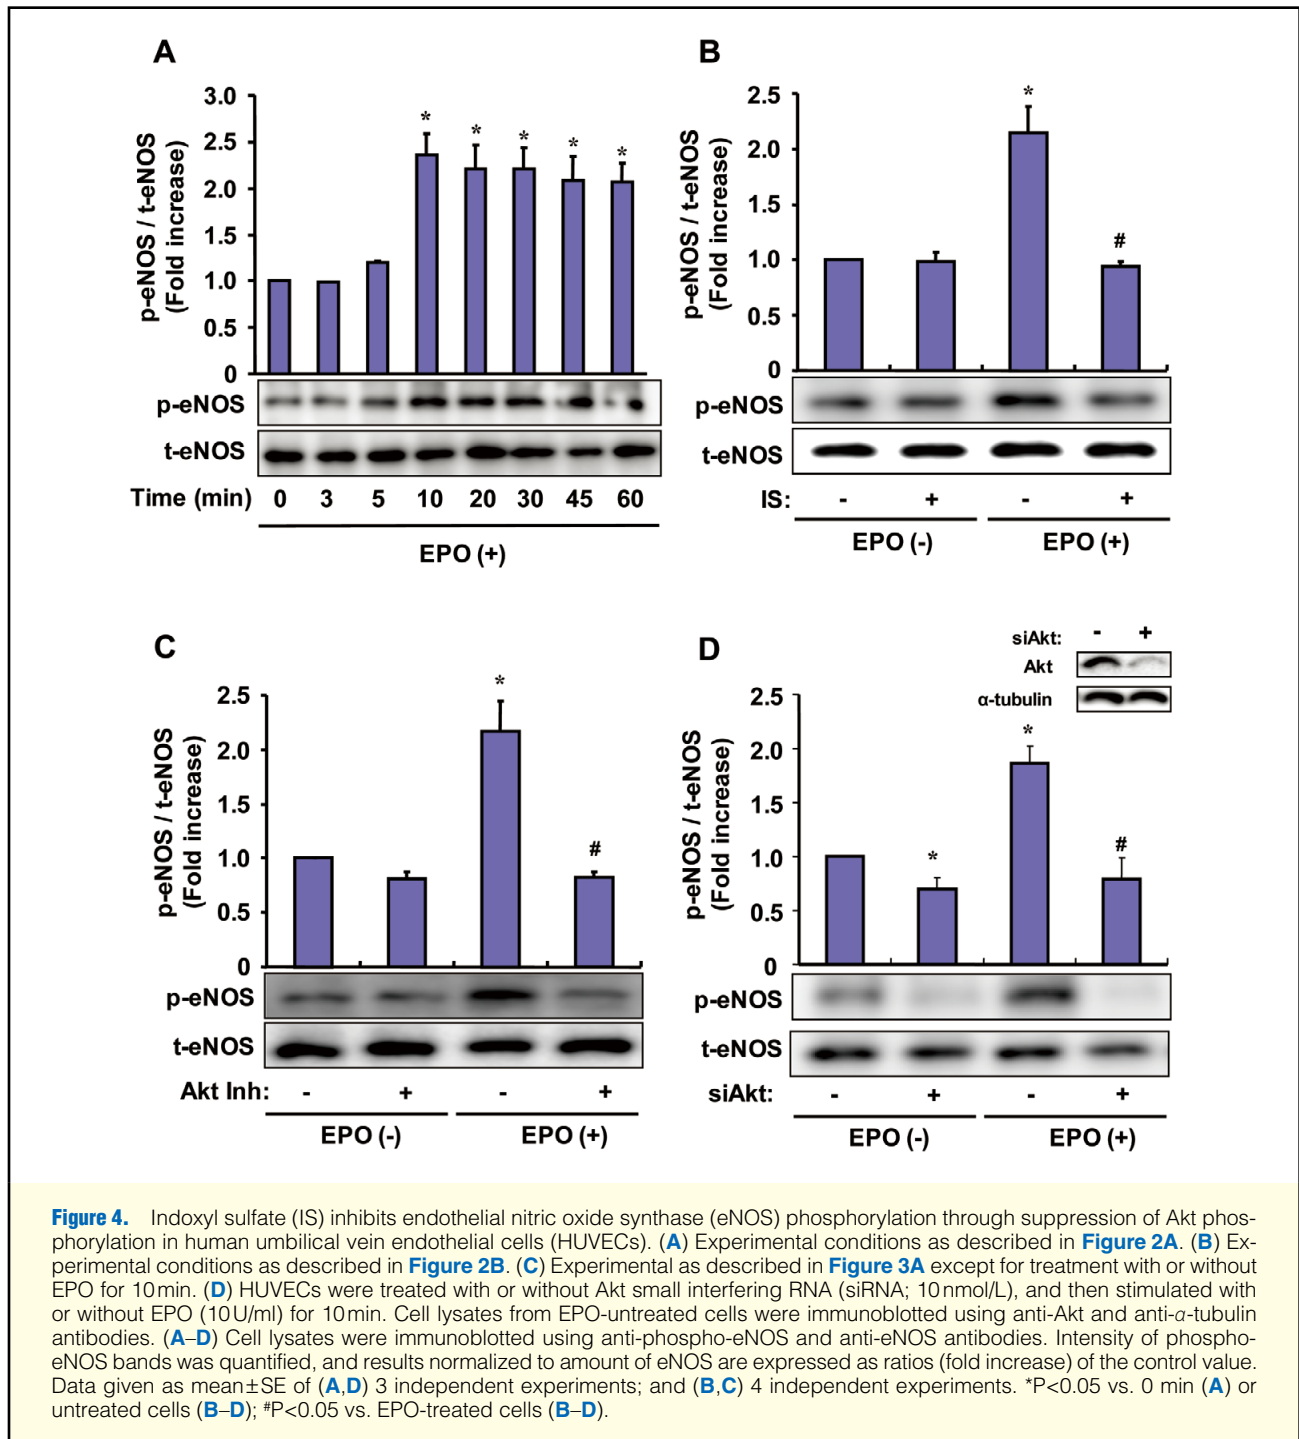 A
p-eNOS / t-eNOS
(Fold increase)
3.0
2.5
2.0
1.5
1.0
0.5
0
* * * * *
p-eNOS
t-eNOS
Time (min) 0 3 5 10 20 30 45 60
EPO (+)
B
p-eNOS / t-eNOS
(Fold increase)
2.5
2.0
1.5
1.0
0.5
0
* #
p-eNOS
t-eNOS
IS: - + - +
EPO (-) EPO (+)
C
p-eNOS / t-eNOS
(Fold increase)
2.5
2.0
1.5
1.0
0.5
0
* #
p-eNOS
t-eNOS
Akt Inh: - + - +
EPO (-) EPO (+)
D
siAkt: - +
Akt
α-tubulin
p-eNOS / t-eNOS
(Fold increase)
2.5
2.0
1.5
1.0
0.5
0
* * #
p-eNOS
t-eNOS
siAkt: - + - +
EPO (-) EPO (+)
Figure 4. Indoxyl sulfate (IS) inhibits endothelial nitric oxide synthase (eNOS) phosphorylation through suppression of Akt phos-
phorylation in human umbilical vein endothelial cells (HUVECs). (A) Experimental conditions as described in Figure 2A. (B) Ex-
perimental conditions as described in Figure 2B. (C) Experimental as described in Figure 3A except for treatment with or without
EPO for 10 min. (D) HUVECs were treated with or without Akt small interfering RNA (siRNA; 10 nmol/L), and then stimulated with
or without EPO (10 U/ml) for 10 min. Cell lysates from EPO-untreated cells were immunoblotted using anti-Akt and anti-α-tubulin
antibodies. (A–D) Cell lysates were immunoblotted using anti-phospho-eNOS and anti-eNOS antibodies. Intensity of phospho-
eNOS bands was quantified, and results normalized to amount of eNOS are expressed as ratios (fold increase) of the control value.
Data given as mean±SE of (A,D) 3 independent experiments; and (B,C) 4 independent experiments. *P<0.05 vs. 0 min (A) or
untreated cells (B–D); #P<0.05 vs. EPO-treated cells (B–D).